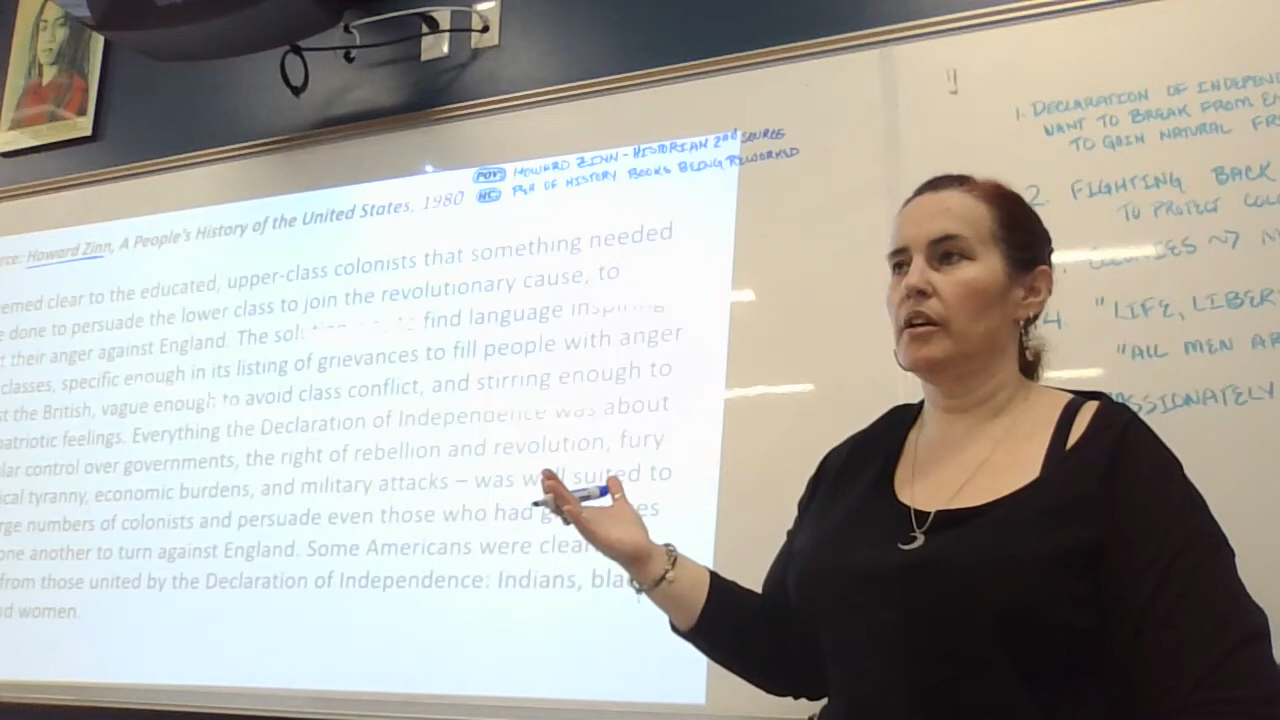 POV: HOWARD ZINN - HISTORIAN 2ND SOURCE
HC: PGR OF HISTORY BOOKS BEING REWORKED
rce: Howard Zinn, A People's History of the United States, 1980
emed clear to the educated, upper-class colonists that something needed
e done to persuade the lower class to join the revolutionary cause, to
t their anger against England. The find language inspiring
classes, specific enough in its listing of grievances to fill people with anger
st the British, vague enough to avoid class conflict, and stirring enough to
patriotic feelings. Everything the Declaration of Independence was about
lar control over governments, the right of rebellion and revolution, fury
ical tyranny, economic burdens, and military attacks – was well suited to
rge numbers of colonists and persuade even those who had
one another to turn against England. Some Americans were clear
from those united by the Declaration of Independence: Indians, bla
nd women.
1. DECLARATION OF INDEPEN
WANT TO BREAK FROM E
TO GAIN NATURAL FR
2. FIGHTING BACK
TO PROTECT COL
COLONIES
4. "LIFE, LIBER
"ALL MEN AR
ASSIONATELY